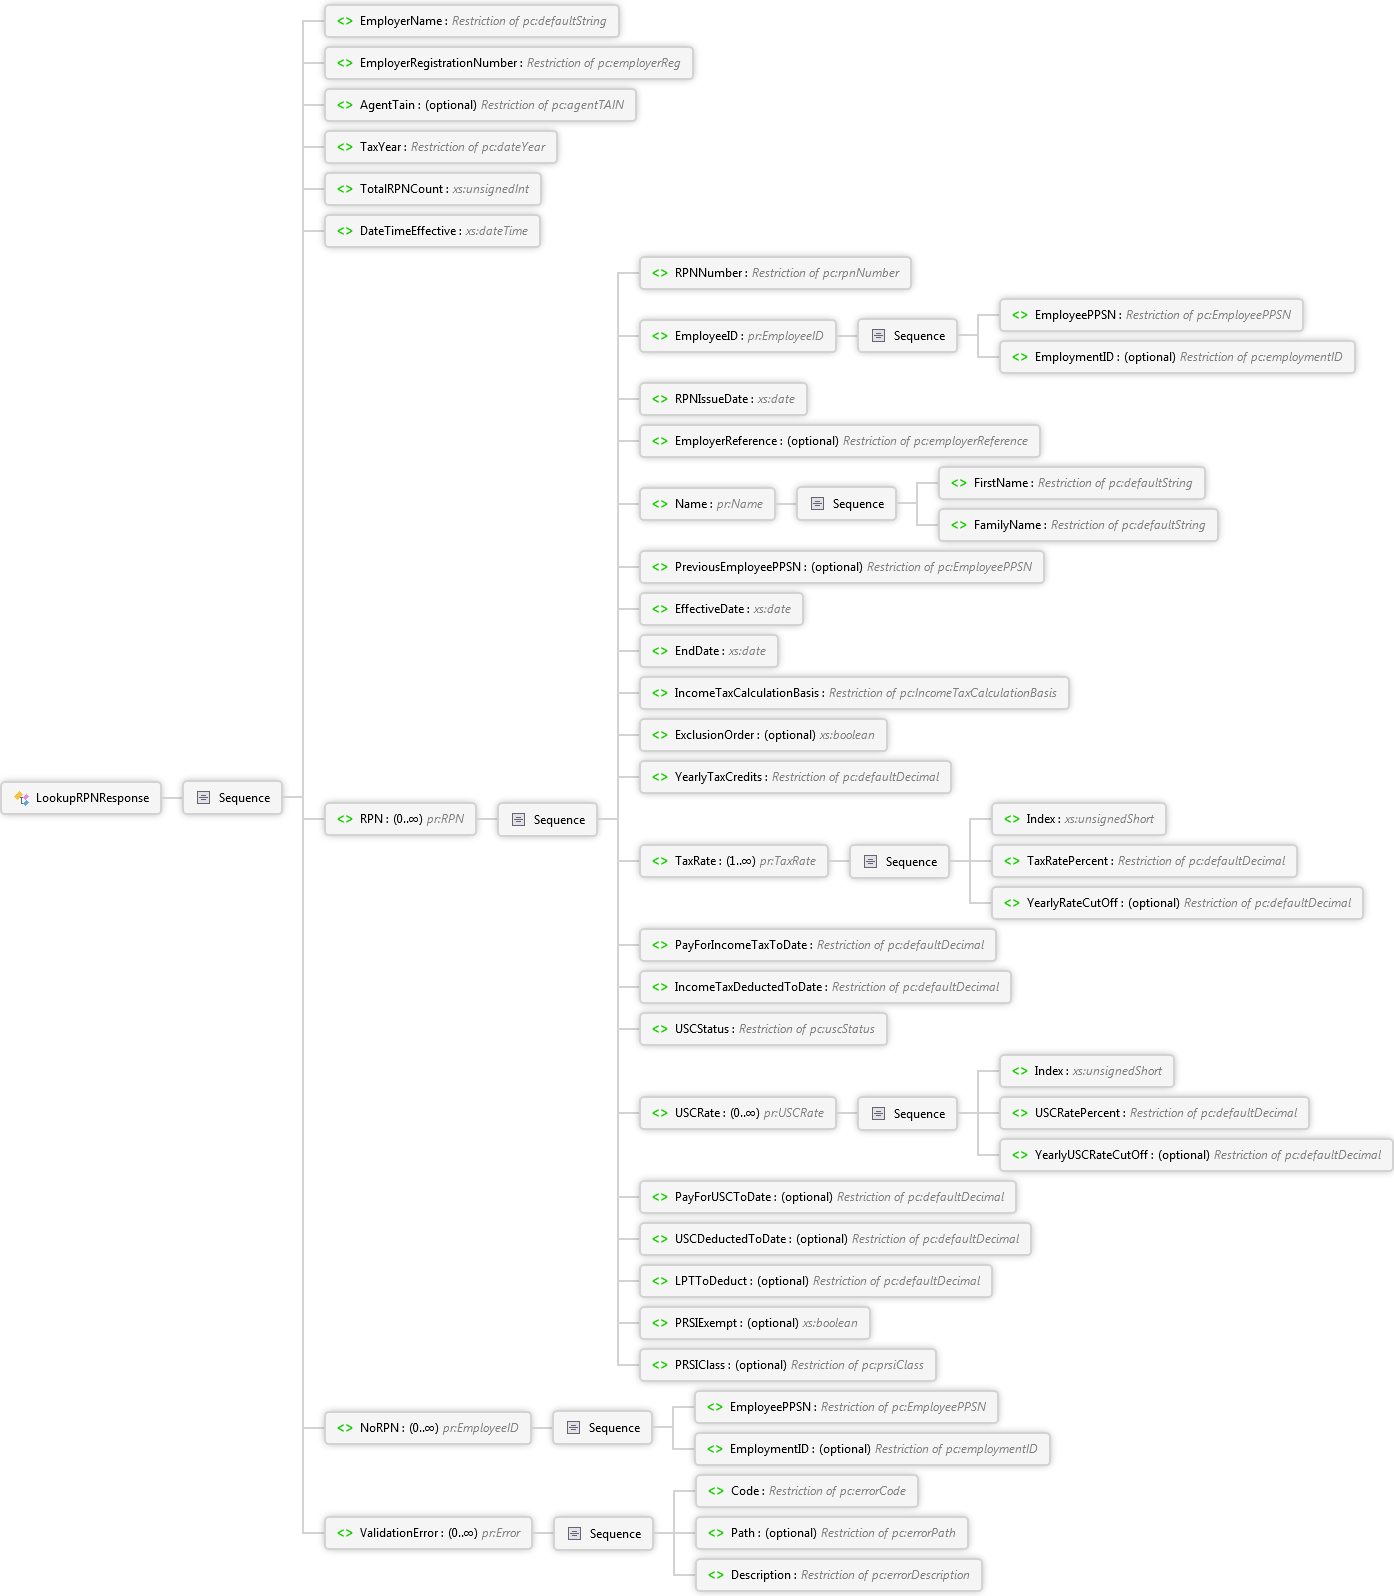 EmployerName : Restriction of pc:defaultString
EmployerRegistrationNumber : Restriction of pc:employerReg
AgentTain : (optional) Restriction of pc:agentTAIN
TaxYear : Restriction of pc:dateYear
TotalRPNCount : xs:unsignedInt
DateTimeEffective : xs:dateTime
RPNNumber : Restriction of pc:rpnNumber
EmployeeID : pr:EmployeeID
Sequence
EmployeePPSN : Restriction of pc:EmployeePPSN
EmploymentID : (optional) Restriction of pc:employmentID
RPNIssueDate : xs:date
EmployerReference : (optional) Restriction of pc:employerReference
Name : pr:Name
Sequence
FirstName : Restriction of pc:defaultString
FamilyName : Restriction of pc:defaultString
PreviousEmployeePPSN : (optional) Restriction of pc:EmployeePPSN
EffectiveDate : xs:date
EndDate : xs:date
IncomeTaxCalculationBasis : Restriction of pc:IncomeTaxCalculationBasis
ExclusionOrder : (optional) xs:boolean
YearlyTaxCredits : Restriction of pc:defaultDecimal
LookupRPNResponse
Sequence
RPN : (0..∞) pr:RPN
Sequence
TaxRate : (1..∞) pr:TaxRate
Sequence
Index : xs:unsignedShort
TaxRatePercent : Restriction of pc:defaultDecimal
YearlyRateCutOff : (optional) Restriction of pc:defaultDecimal
PayForIncomeTaxToDate : Restriction of pc:defaultDecimal
IncomeTaxDeductedToDate : Restriction of pc:defaultDecimal
USCStatus : Restriction of pc:uscStatus
USCRate : (0..∞) pr:USCRate
Sequence
Index : xs:unsignedShort
USCRatePercent : Restriction of pc:defaultDecimal
YearlyUSCRateCutOff : (optional) Restriction of pc:defaultDecimal
PayForUSCToDate : (optional) Restriction of pc:defaultDecimal
USCDeductedToDate : (optional) Restriction of pc:defaultDecimal
LPTToDeduct : (optional) Restriction of pc:defaultDecimal
PRSIExempt : (optional) xs:boolean
PRSIClass : (optional) Restriction of pc:prsiClass
NoRPN : (0..∞) pr:EmployeeID
Sequence
EmployeePPSN : Restriction of pc:EmployeePPSN
EmploymentID : (optional) Restriction of pc:employmentID
ValidationError : (0..∞) pr:Error
Sequence
Code : Restriction of pc:errorCode
Path : (optional) Restriction of pc:errorPath
Description : Restriction of pc:errorDescription